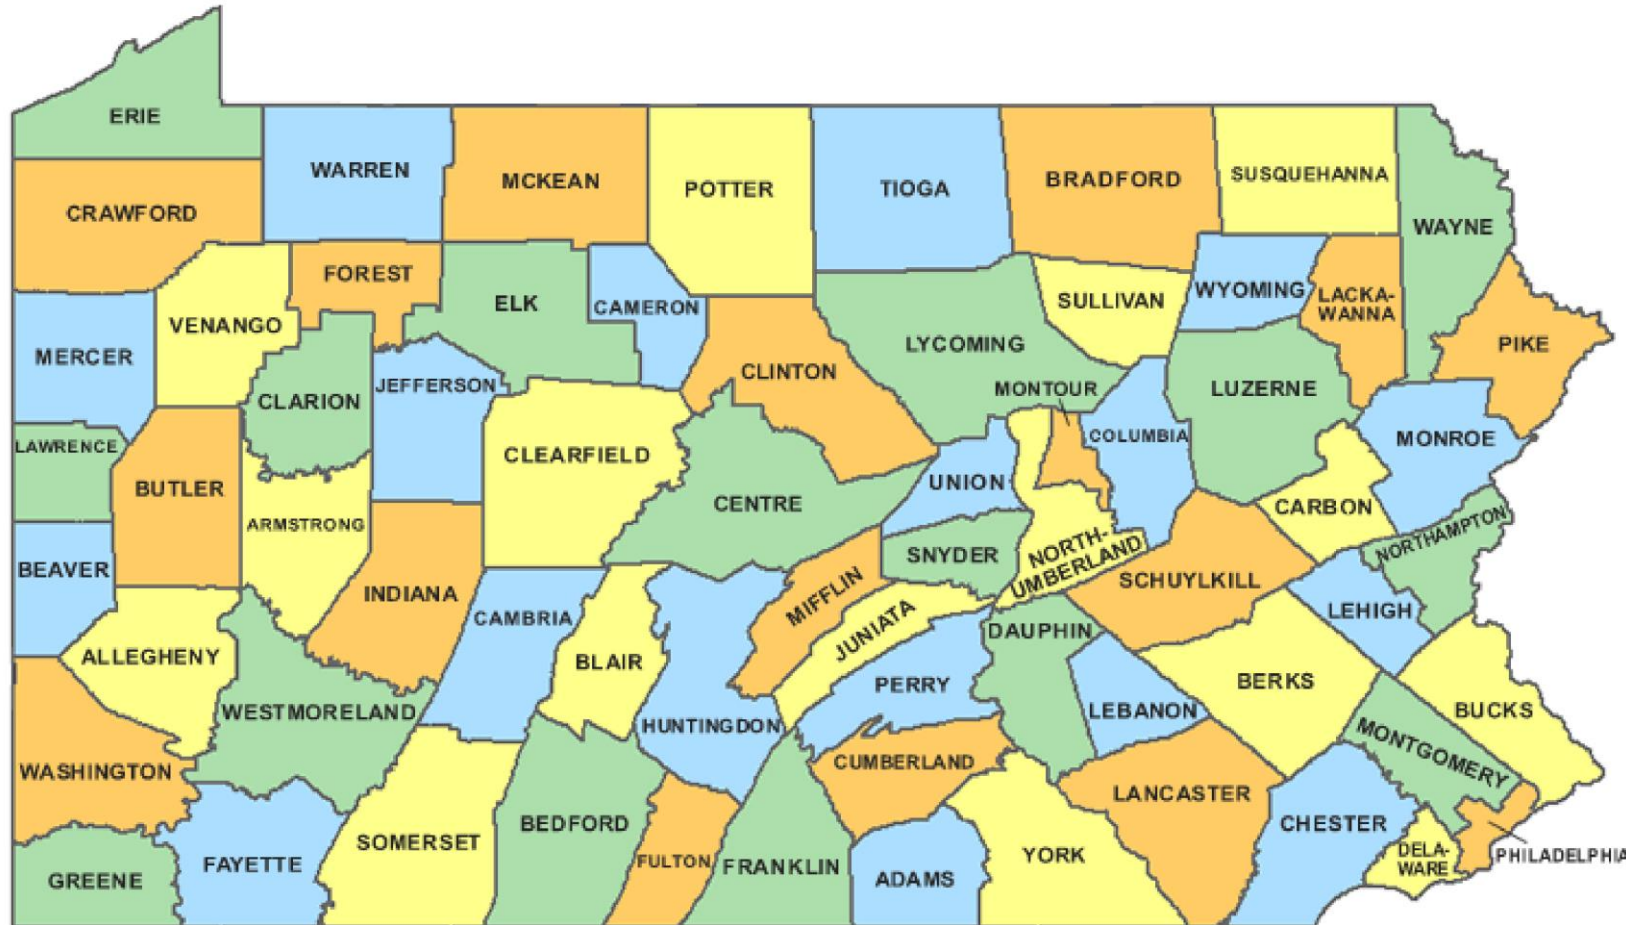 ERIE
WARREN
MCKEAN
POTTER
TIOGA
BRADFORD
SUSQUEHANNA
WAYNE
CRAWFORD
FOREST
ELK
CAMERON
SULLIVAN
WYOMING
LACKA-
WANNA
PIKE
MERCER
VENANGO
CLARION
JEFFERSON
CLINTON
LYCOMING
MONTOUR
LUZERNE
COLUMBIA
MONROE
LAWRENCE
BUTLER
ARMSTRONG
CLEARFIELD
CENTRE
UNION
CARBON
NORTHAMPTON
BEAVER
INDIANA
CAMBRIA
SNYDER
NORTH-
UMBERLAND
SCHUYLKILL
LEHIGH
ALLEGHENY
BLAIR
MIFFLIN
JUNIATA
DAUPHIN
BERKS
WESTMORELAND
HUNTINGDON
PERRY
LEBANON
BUCKS
MONTGOMERY
WASHINGTON
CUMBERLAND
LANCASTER
GREENE
FAYETTE
SOMERSET
BEDFORD
FULTON
FRANKLIN
ADAMS
YORK
CHESTER
DELA-
WARE
PHILADELPHIA